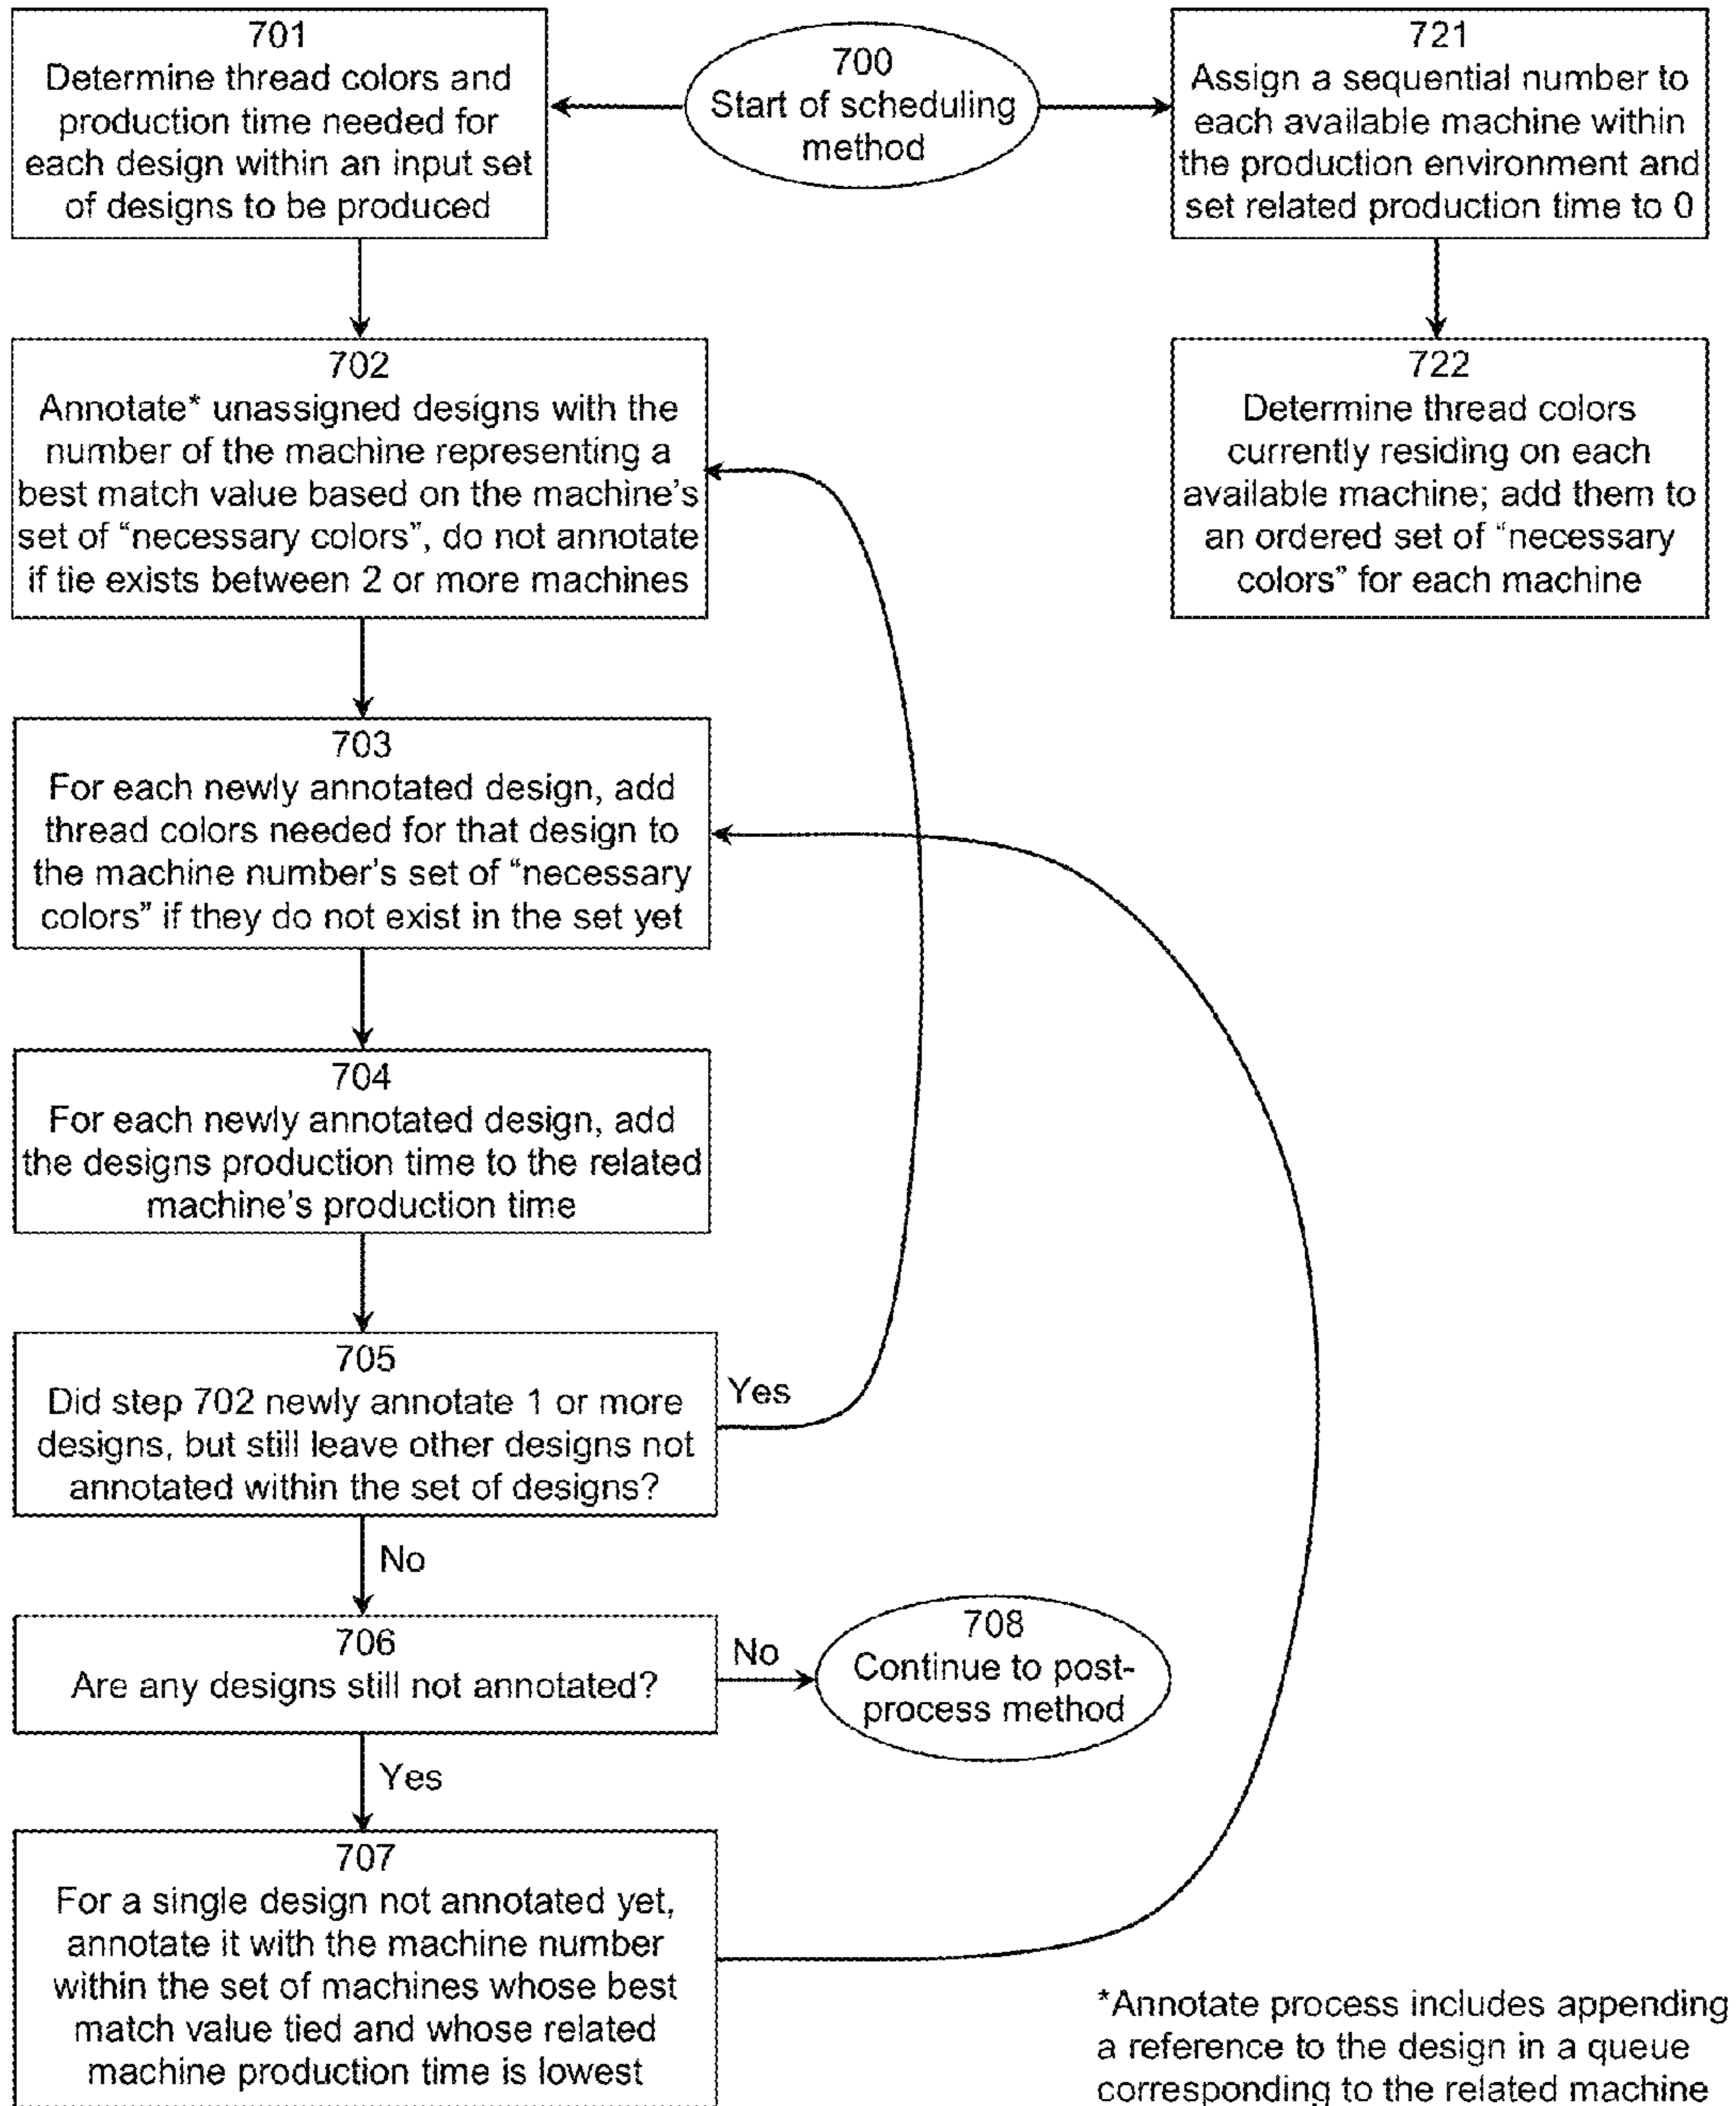 701
Determine thread colors and
production time needed for
each design within an input set
of designs to be produced
700
Start of scheduling
method
721
Assign a sequential number to
each available machine within
the production environment and
set related production time to 0
702
Annotate* unassigned designs with the
number of the machine representing a
best match value based on the machine's
set of “necessary colors”, do not annotate
if tie exists between 2 or more machines
722
Determine thread colors
currently residing on each
available machine; add them to
an ordered set of “necessary
colors” for each machine
703
For each newly annotated design, add
thread colors needed for that design to
the machine number's set of “necessary
colors” if they do not exist in the set yet
704
For each newly annotated design, add
the designs production time to the related
machine's production time
705
Did step 702 newly annotate 1 or more
designs, but still leave other designs not
annotated within the set of designs?
Yes
No
706
Are any designs still not annotated?
No
708
Continue to post-
process method
Yes
707
For a single design not annotated yet,
annotate it with the machine number
within the set of machines whose best
match value tied and whose related
machine production time is lowest
*Annotate process includes appending
a reference to the design in a queue
corresponding to the related machine